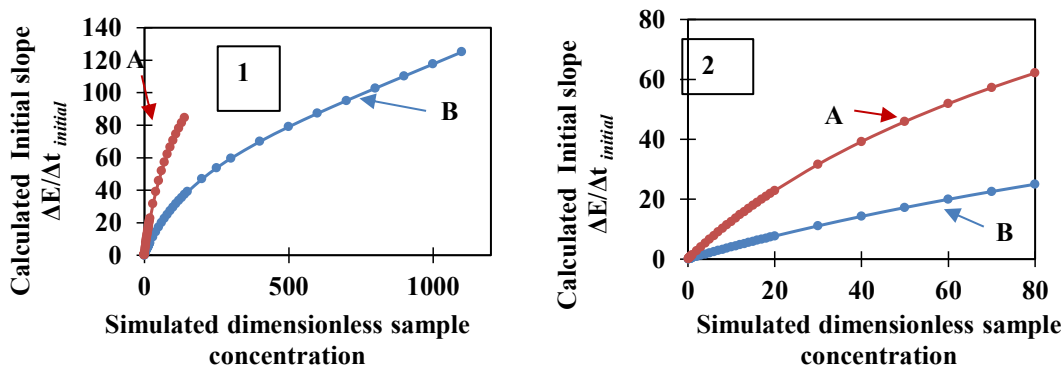 Calculated Initial slope
ΔE/Δt initial
140
120
100
80
60
40
20
0
A
1
B
0
500
1000
Simulated dimensionless sample
concentration
Calculated Initial slope
ΔE/Δt initial
80
60
40
20
0
2
A
B
0
20
40
60
80
Simulated dimensionless sample
concentration